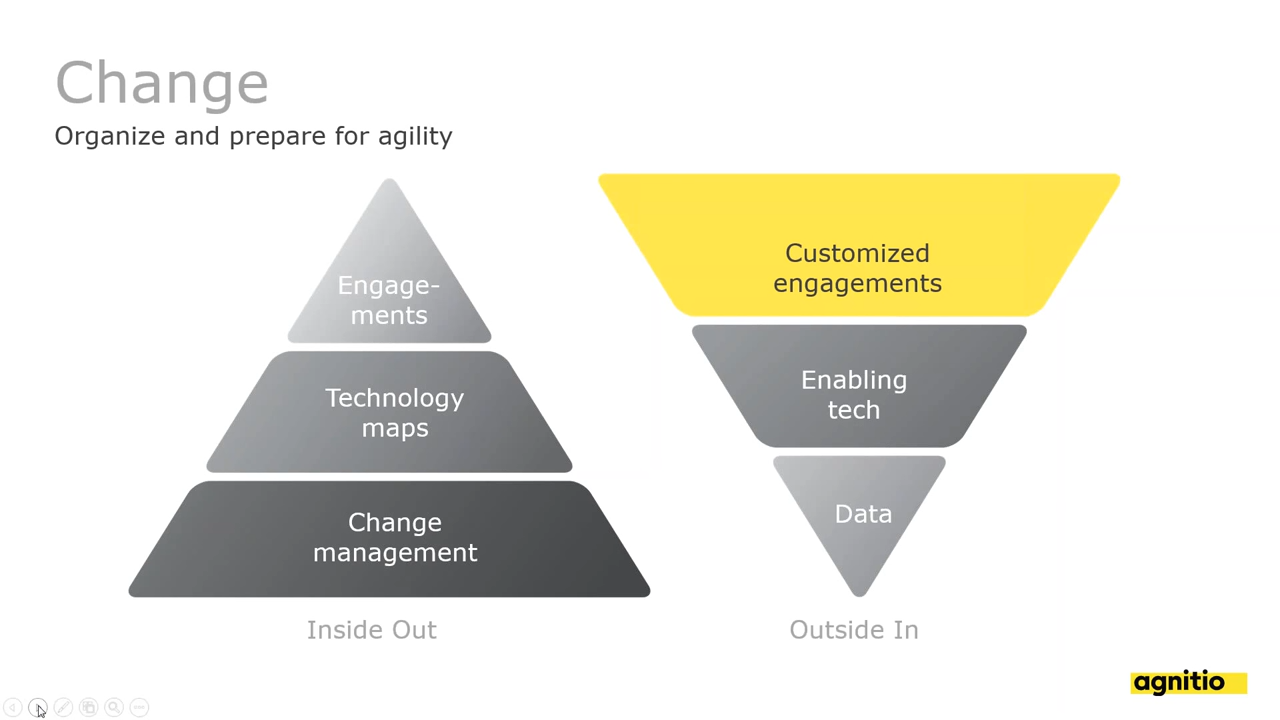 Change
Organize and prepare for agility
Engage-
ments
Technology
maps
Change
management
Inside Out
Customized
engagements
Enabling
tech
Data
Outside In
agnitio